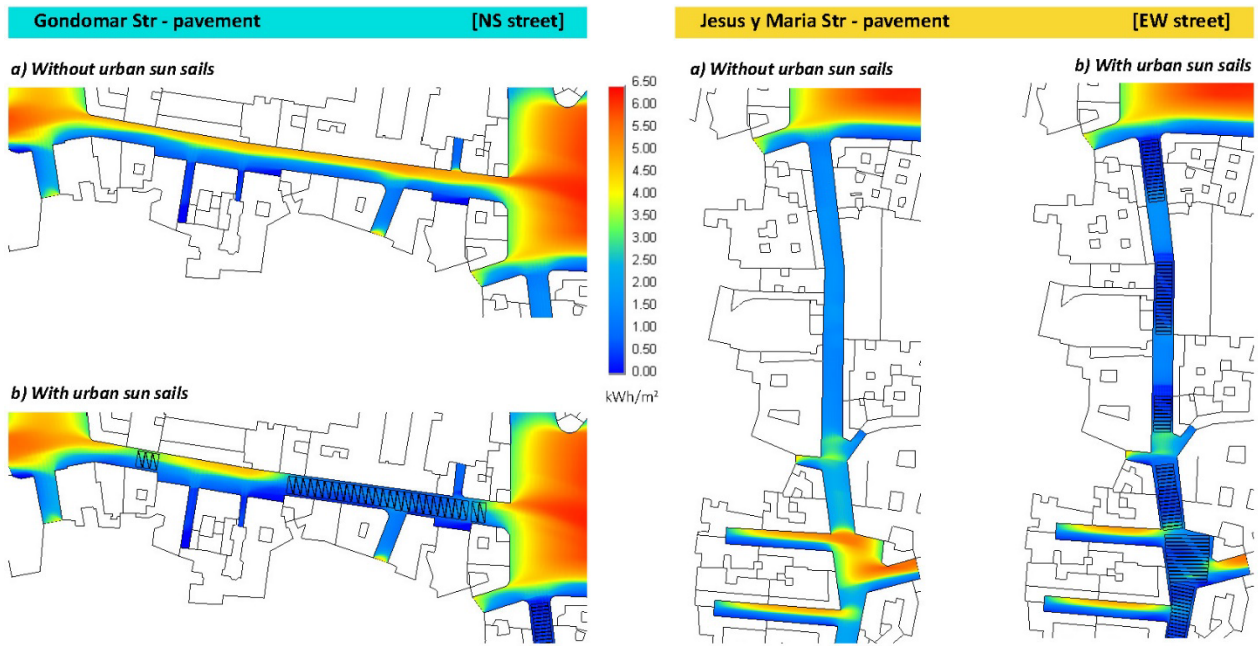 Gondomar Str - pavement [NS street]
a) Without urban sun sails
6.50
6.00
5.50
5.00
4.50
4.00
3.50
3.00
2.50
2.00
1.50
1.00
0.50
0.00
kWh/m²
b) With urban sun sails
Jesus y Maria Str - pavement [EW street]
a) Without urban sun sails
b) With urban sun sails